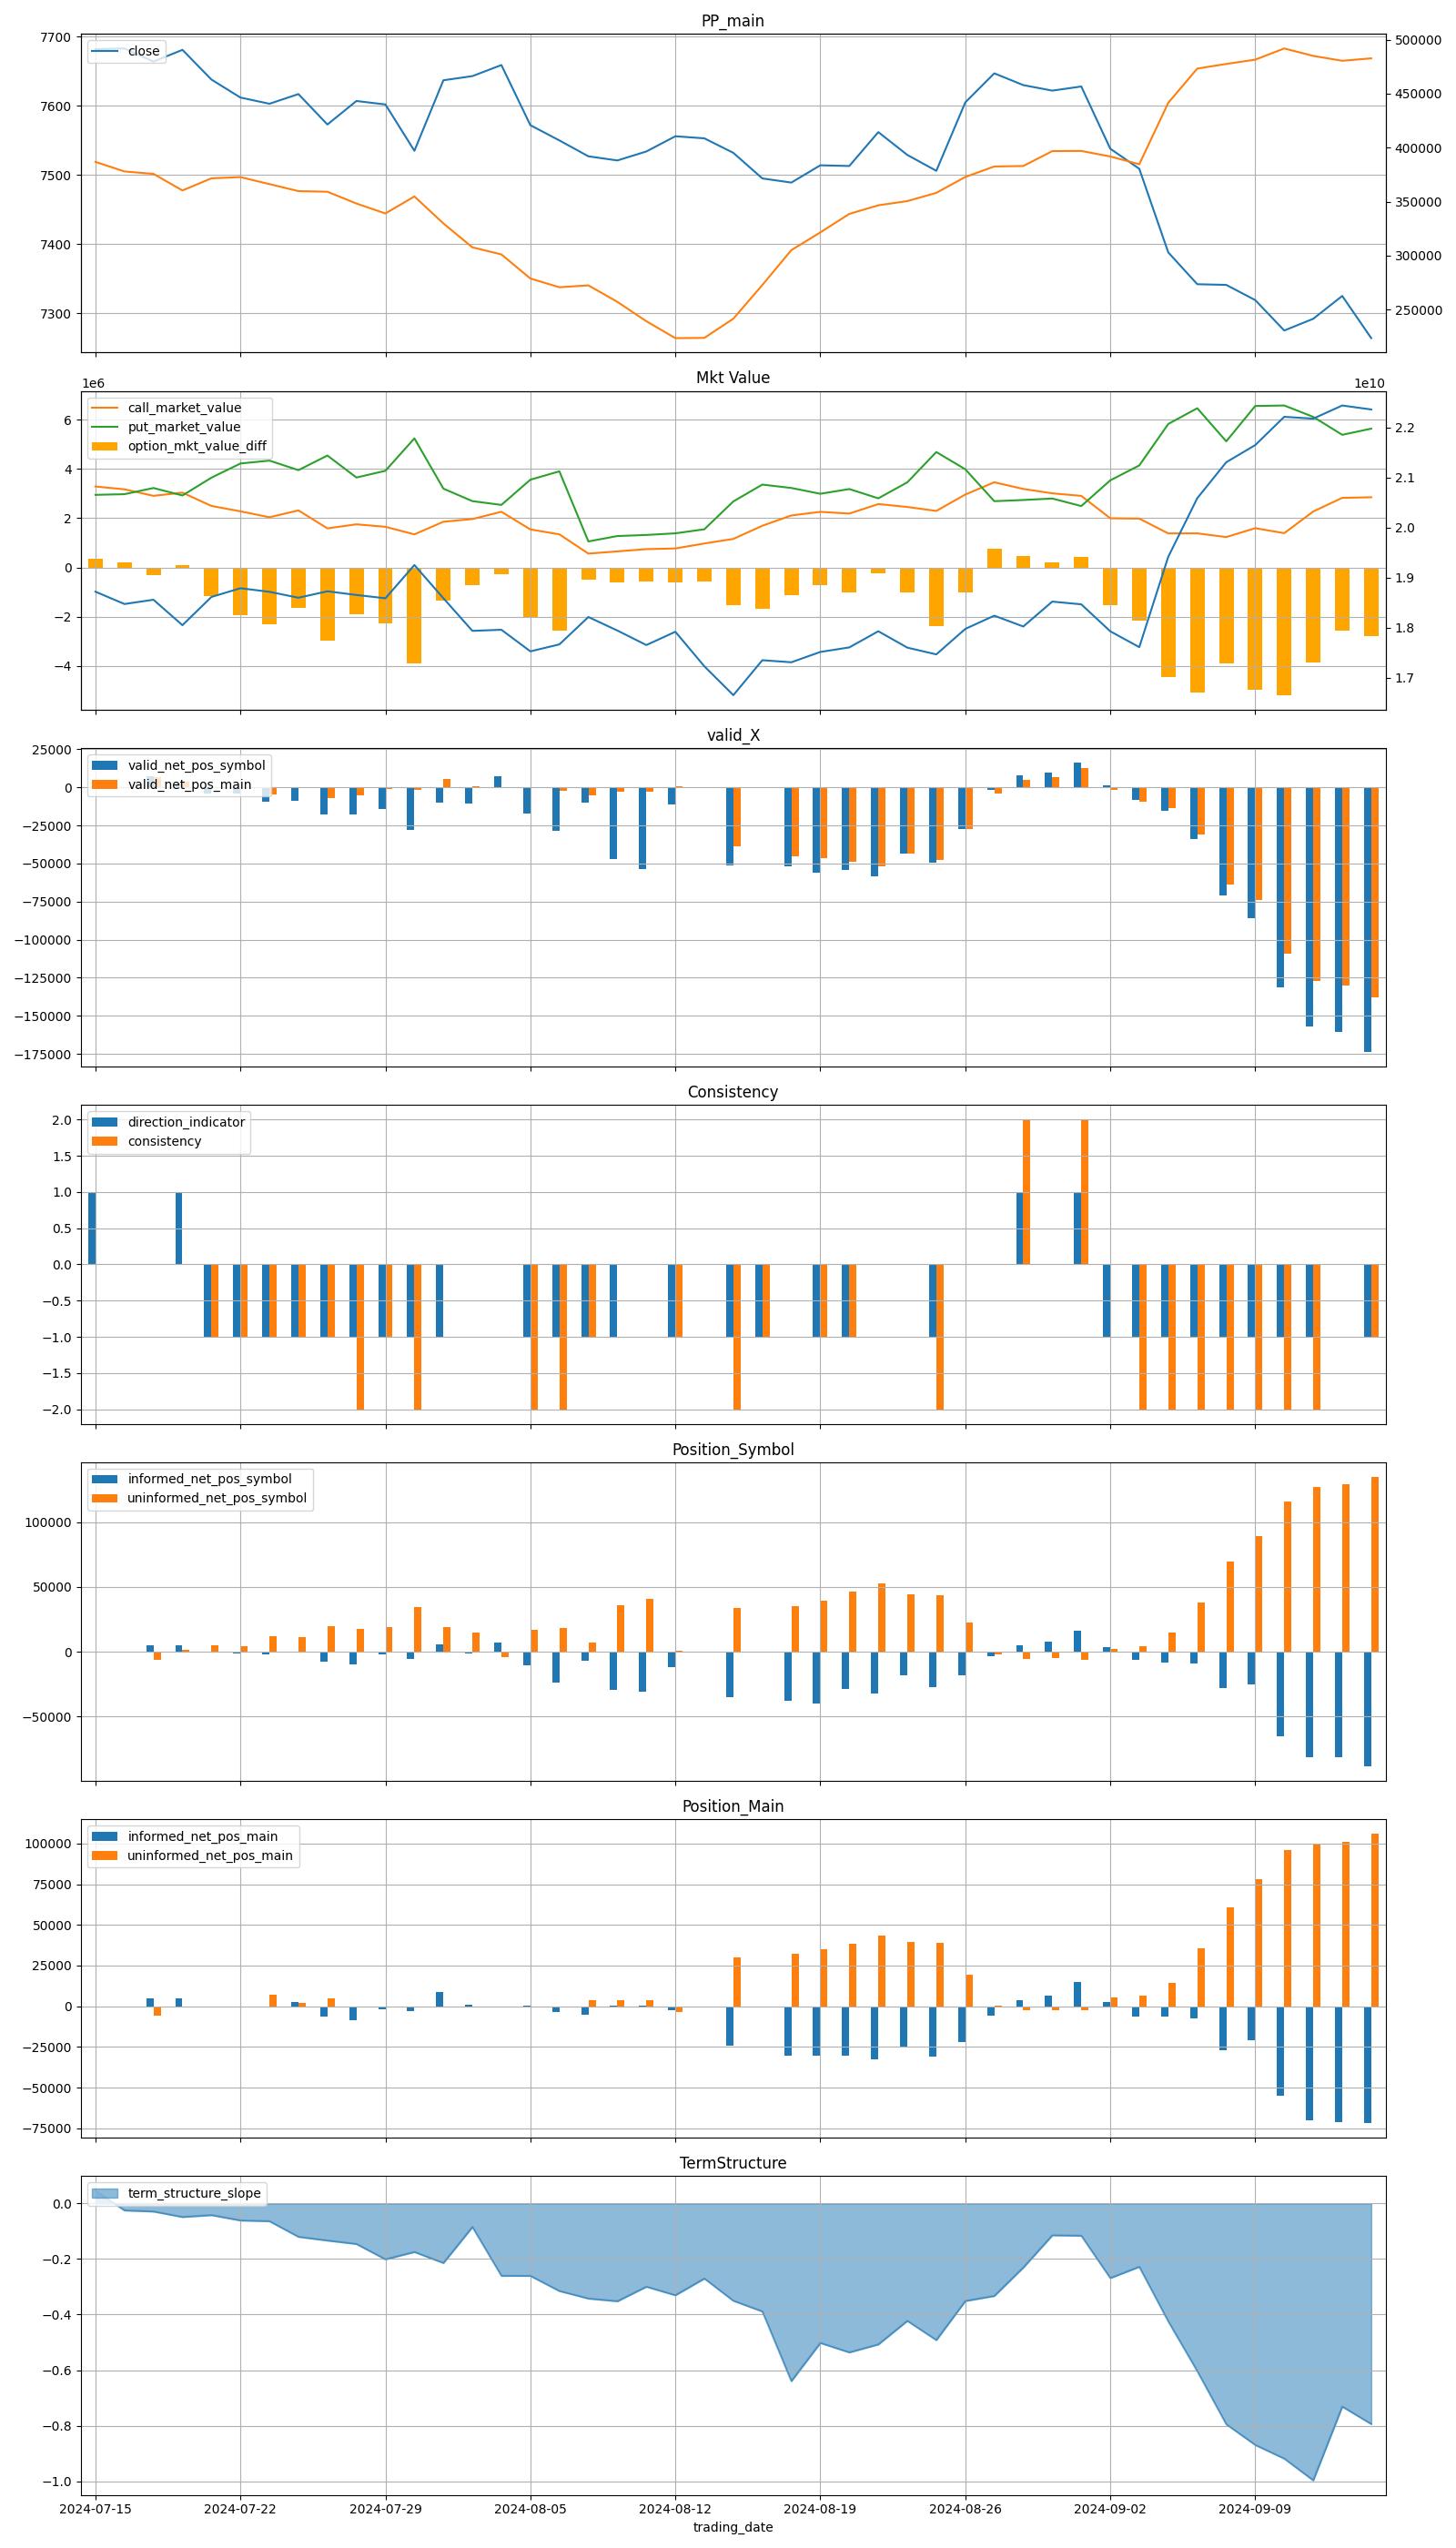 PP_main
close
7700
7600
7500
7400
7300
500000
450000
400000
350000
300000
250000
Mkt Value
1e6
1e10
call_market_value
put_market_value
option_mkt_value_diff
6
4
2
0
−2
−4
2.2
2.1
2.0
1.9
1.8
1.7
valid_X
valid_net_pos_symbol
valid_net_pos_main
25000
0
−25000
−50000
−75000
−100000
−125000
−150000
−175000
Consistency
direction_indicator
consistency
2.0
1.5
1.0
0.5
0.0
−0.5
−1.0
−1.5
−2.0
Position_Symbol
informed_net_pos_symbol
uninformed_net_pos_symbol
100000
50000
0
−50000
Position_Main
informed_net_pos_main
uninformed_net_pos_main
100000
75000
50000
25000
0
−25000
−50000
−75000
TermStructure
term_structure_slope
0.0
−0.2
−0.4
−0.6
−0.8
−1.0
2024-07-15 2024-07-22 2024-07-29 2024-08-05 2024-08-12 2024-08-19 2024-08-26 2024-09-02 2024-09-09
trading_date